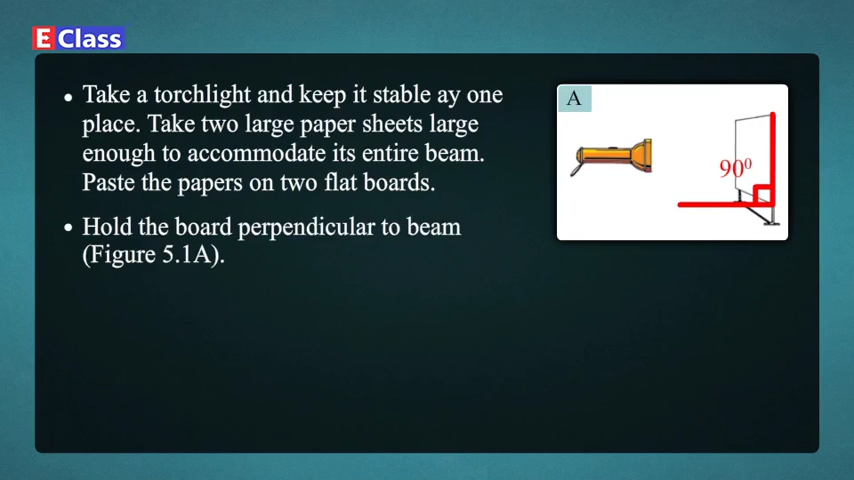 E Class
• Take a torchlight and keep it stable ay one
place. Take two large paper sheets large
enough to accommodate its entire beam.
Paste the papers on two flat boards.
• Hold the board perpendicular to beam
(Figure 5.1A).
A
90⁰